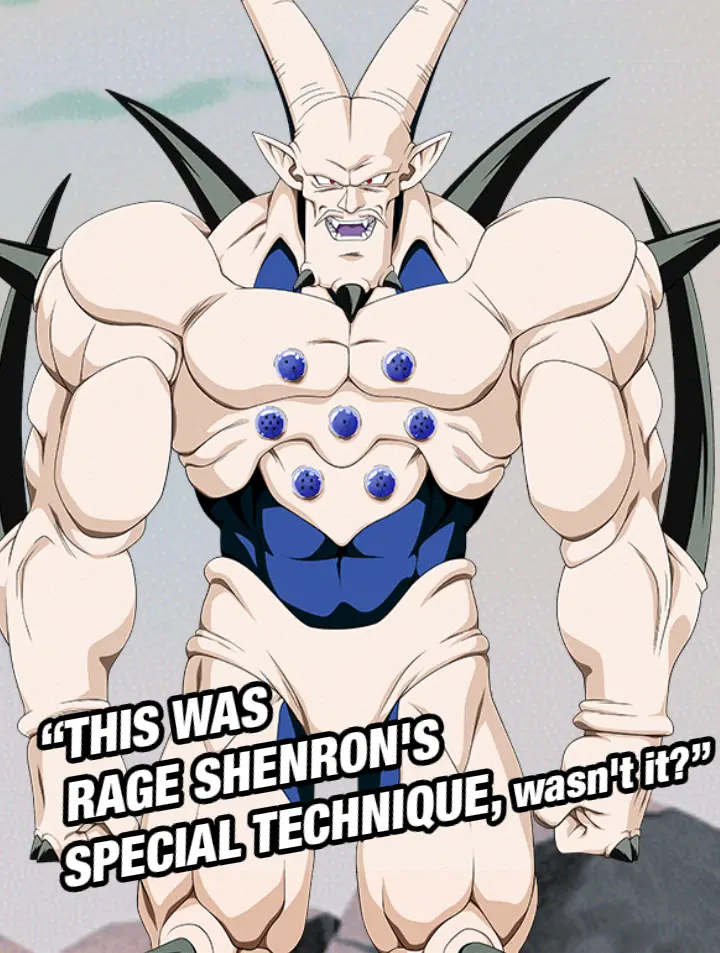 “THIS WAS
RAGE SHENRON'S
SPECIAL TECHNIQUE, wasn't it?”